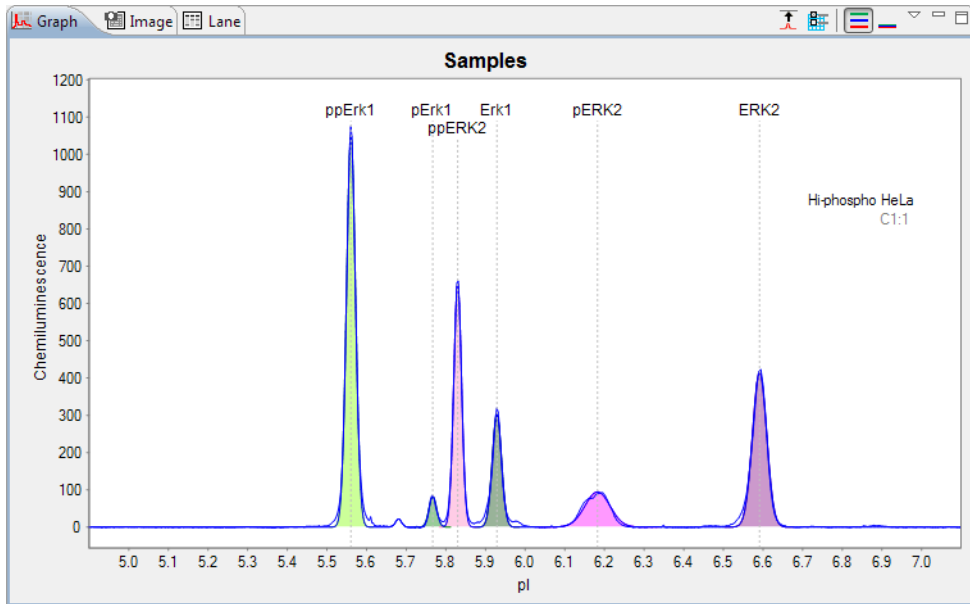 Graph Image Lane
Samples
1200
1100
1000
900
800
700
600
500
400
300
200
100
0
Chemiluminescence
ppErk1 pErk1 Erk1 pERK2 ERK2
ppERK2
Hi-phospho HeLa
C1:1
5.0 5.1 5.2 5.3 5.4 5.5 5.6 5.7 5.8 5.9 6.0 6.1 6.2 6.3 6.4 6.5 6.6 6.7 6.8 6.9 7.0
pI